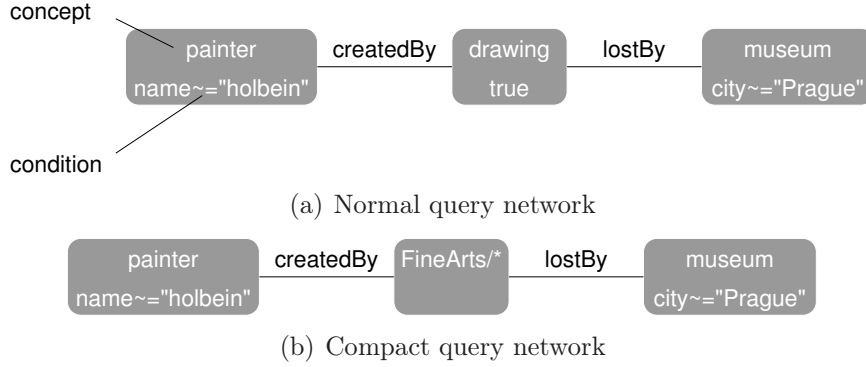 concept
painter
createdBy
drawing
lostBy
museum
name~="holbein"
true
city~="Prague"
condition
(a) Normal query network
painter
createdBy
FineArts/*
lostBy
museum
name~="holbein"
city~="Prague"
(b) Compact query network